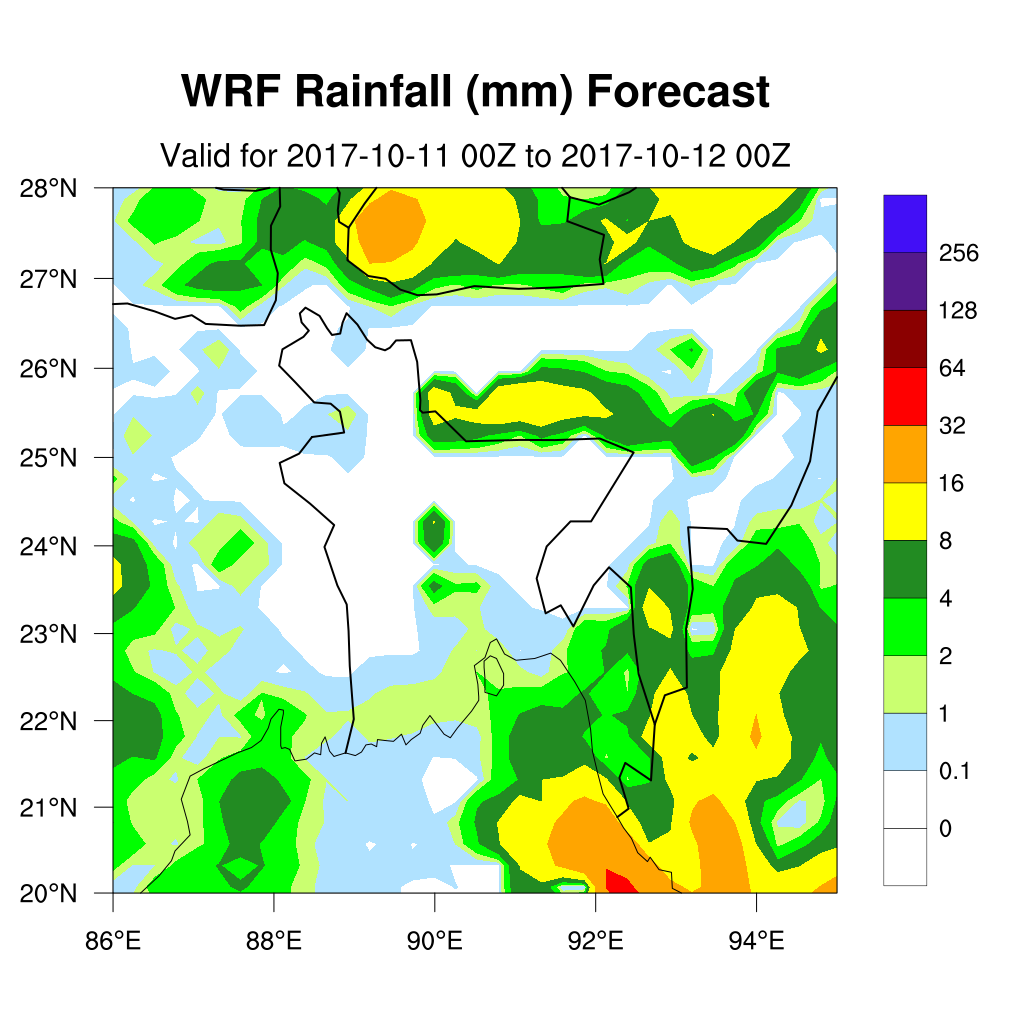 WRF Rainfall (mm) Forecast
Valid for 2017-10-11 00Z to 2017-10-12 00Z
28°N
27°N
26°N
25°N
24°N
23°N
22°N
21°N
20°N
86°E 88°E 90°E 92°E 94°E
256
128
64
32
16
8
4
2
1
0.1
0